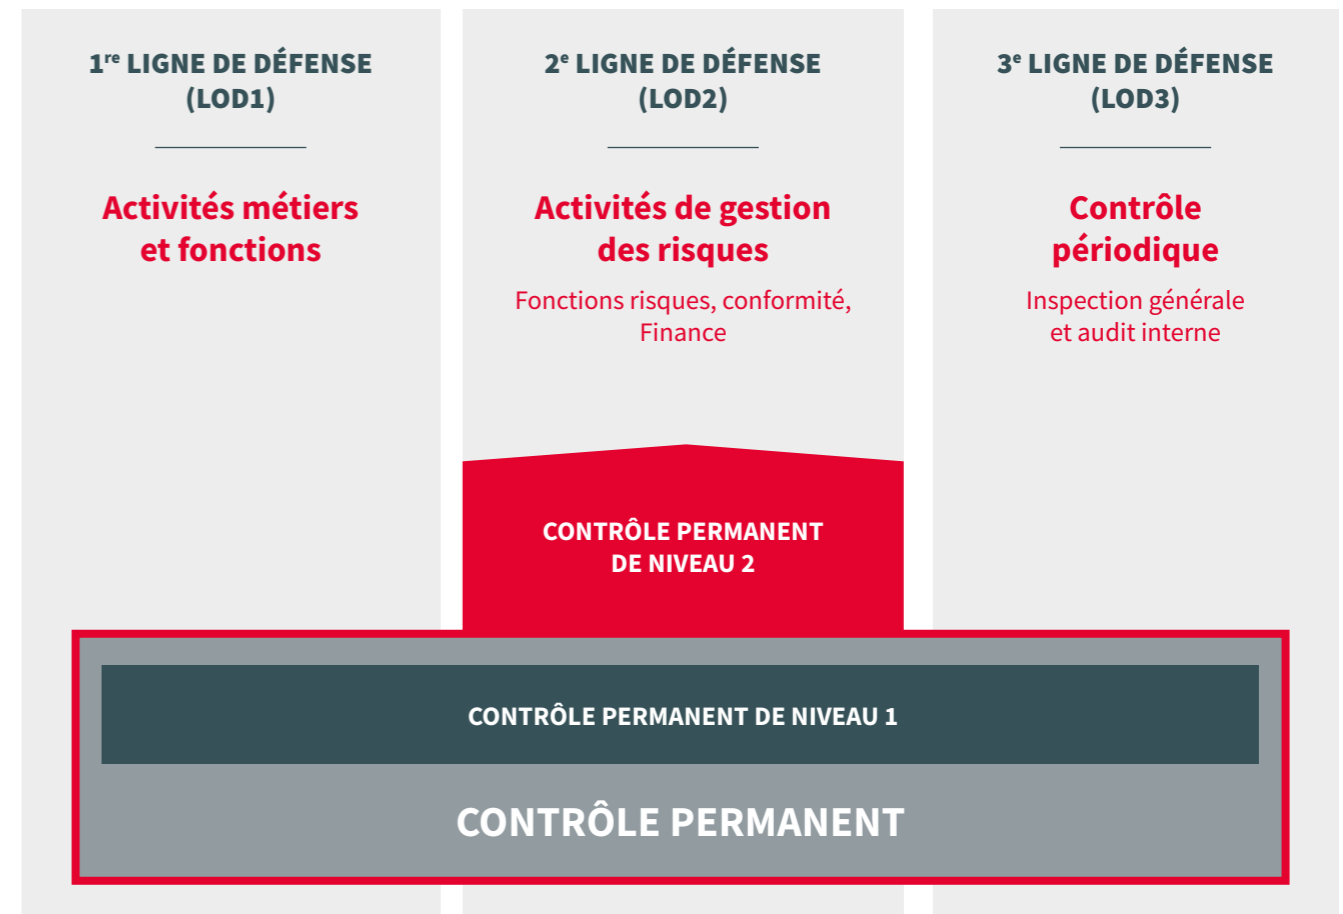 1re LIGNE DE DÉFENSE
(LOD1)
Activités métiers
et fonctions
2e LIGNE DE DÉFENSE
(LOD2)
Activités de gestion
des risques
Fonctions risques, conformité,
Finance
3e LIGNE DE DÉFENSE
(LOD3)
Contrôle
périodique
Inspection générale
et audit interne
CONTRÔLE PERMANENT
DE NIVEAU 2
CONTRÔLE PERMANENT DE NIVEAU 1
CONTRÔLE PERMANENT